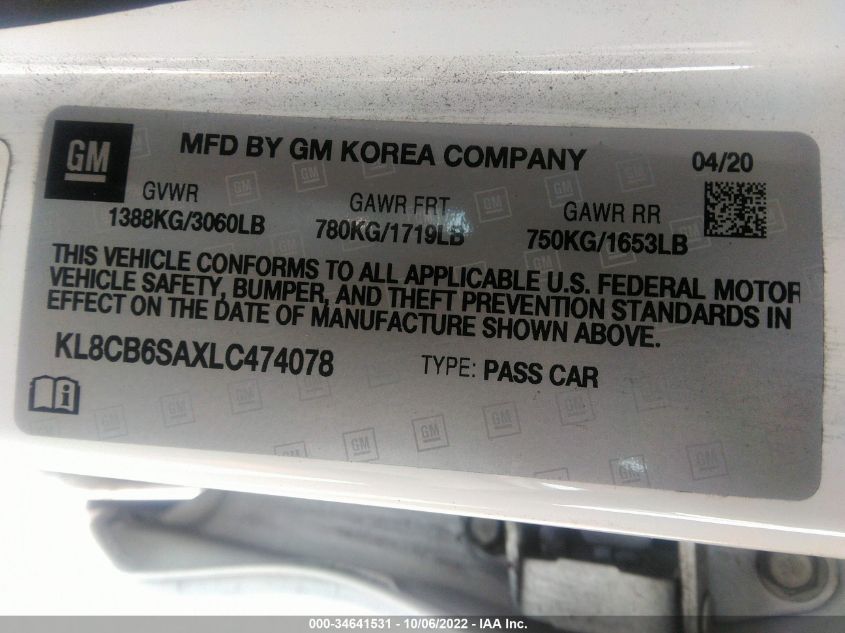 GM
MFD BY GM KOREA COMPANY 04/20
GVWR GAWR FRT GAWR RR
1388KG/3060LB 780KG/1719LB 750KG/1653LB
THIS VEHICLE CONFORMS TO ALL APPLICABLE U.S. FEDERAL MOTOR
VEHICLE SAFETY, BUMPER, AND THEFT PREVENTION STANDARDS IN
EFFECT ON THE DATE OF MANUFACTURE SHOWN ABOVE.
KL8CB6SAXLC474078 TYPE: PASS CAR
000-34641531 - 10/06/2022 - IAA Inc.